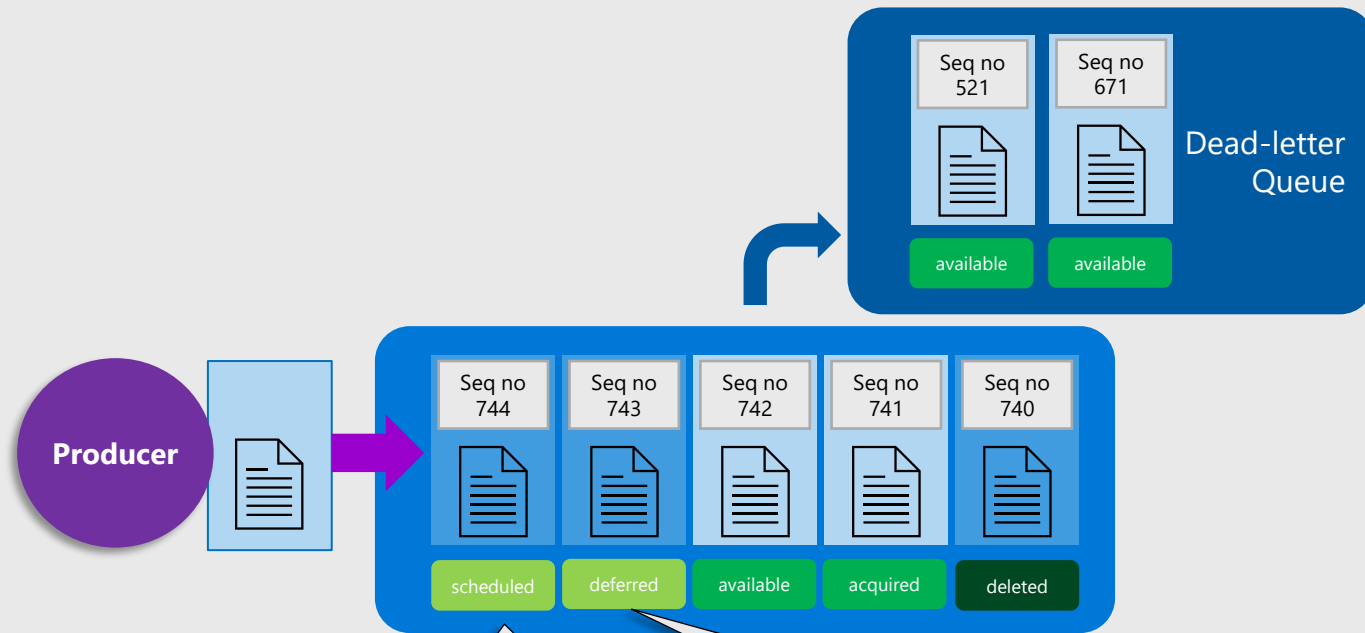 Seq no
521
Seq no
671
Dead-letter
Queue
available
available
Producer
Seq no
744
Seq no
743
Seq no
742
Seq no
741
Seq no
740
scheduled
deferred
available
acquired
deleted